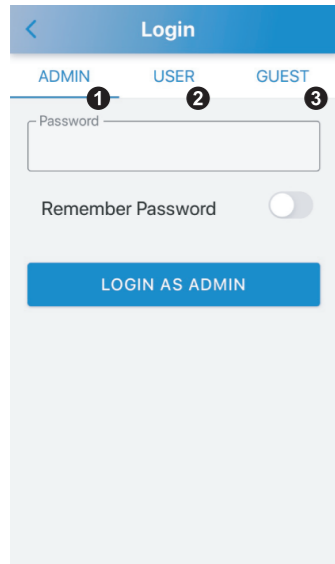 Login
ADMIN USER GUEST
1 2 3
Password
Remember Password
LOGIN AS ADMIN